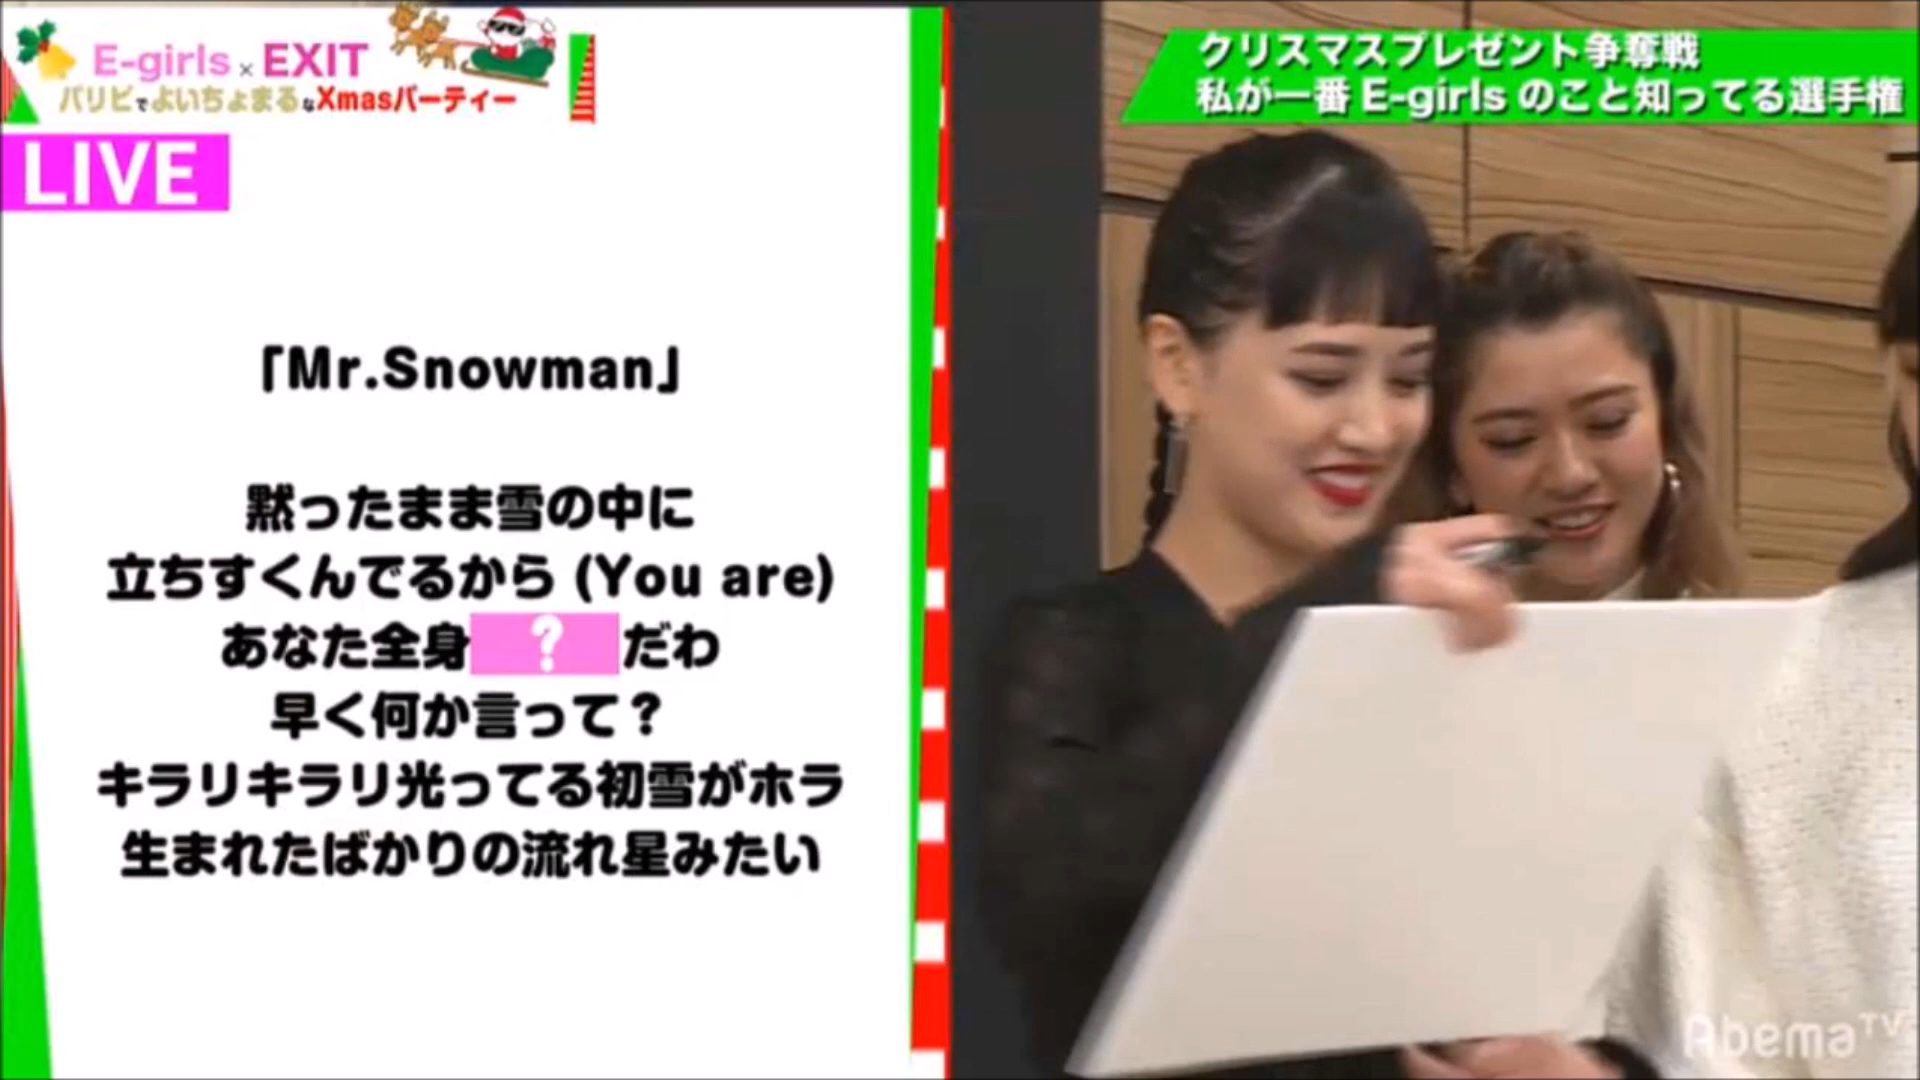 E-girls × EXIT
パリピでよいちょまるなXmasパーティー
LIVE
クリスマスプレゼント争奪戦
私が一番E-girlsのこと知ってる選手権
「Mr.Snowman」
黙ったまま雪の中に
立ちすくんでるから (You are)
あなた全身 ? だわ
早く何か言って？
キラリキラリ光ってる初雪がホラ
生まれたばかりの流れ星みたい
AbemaTV